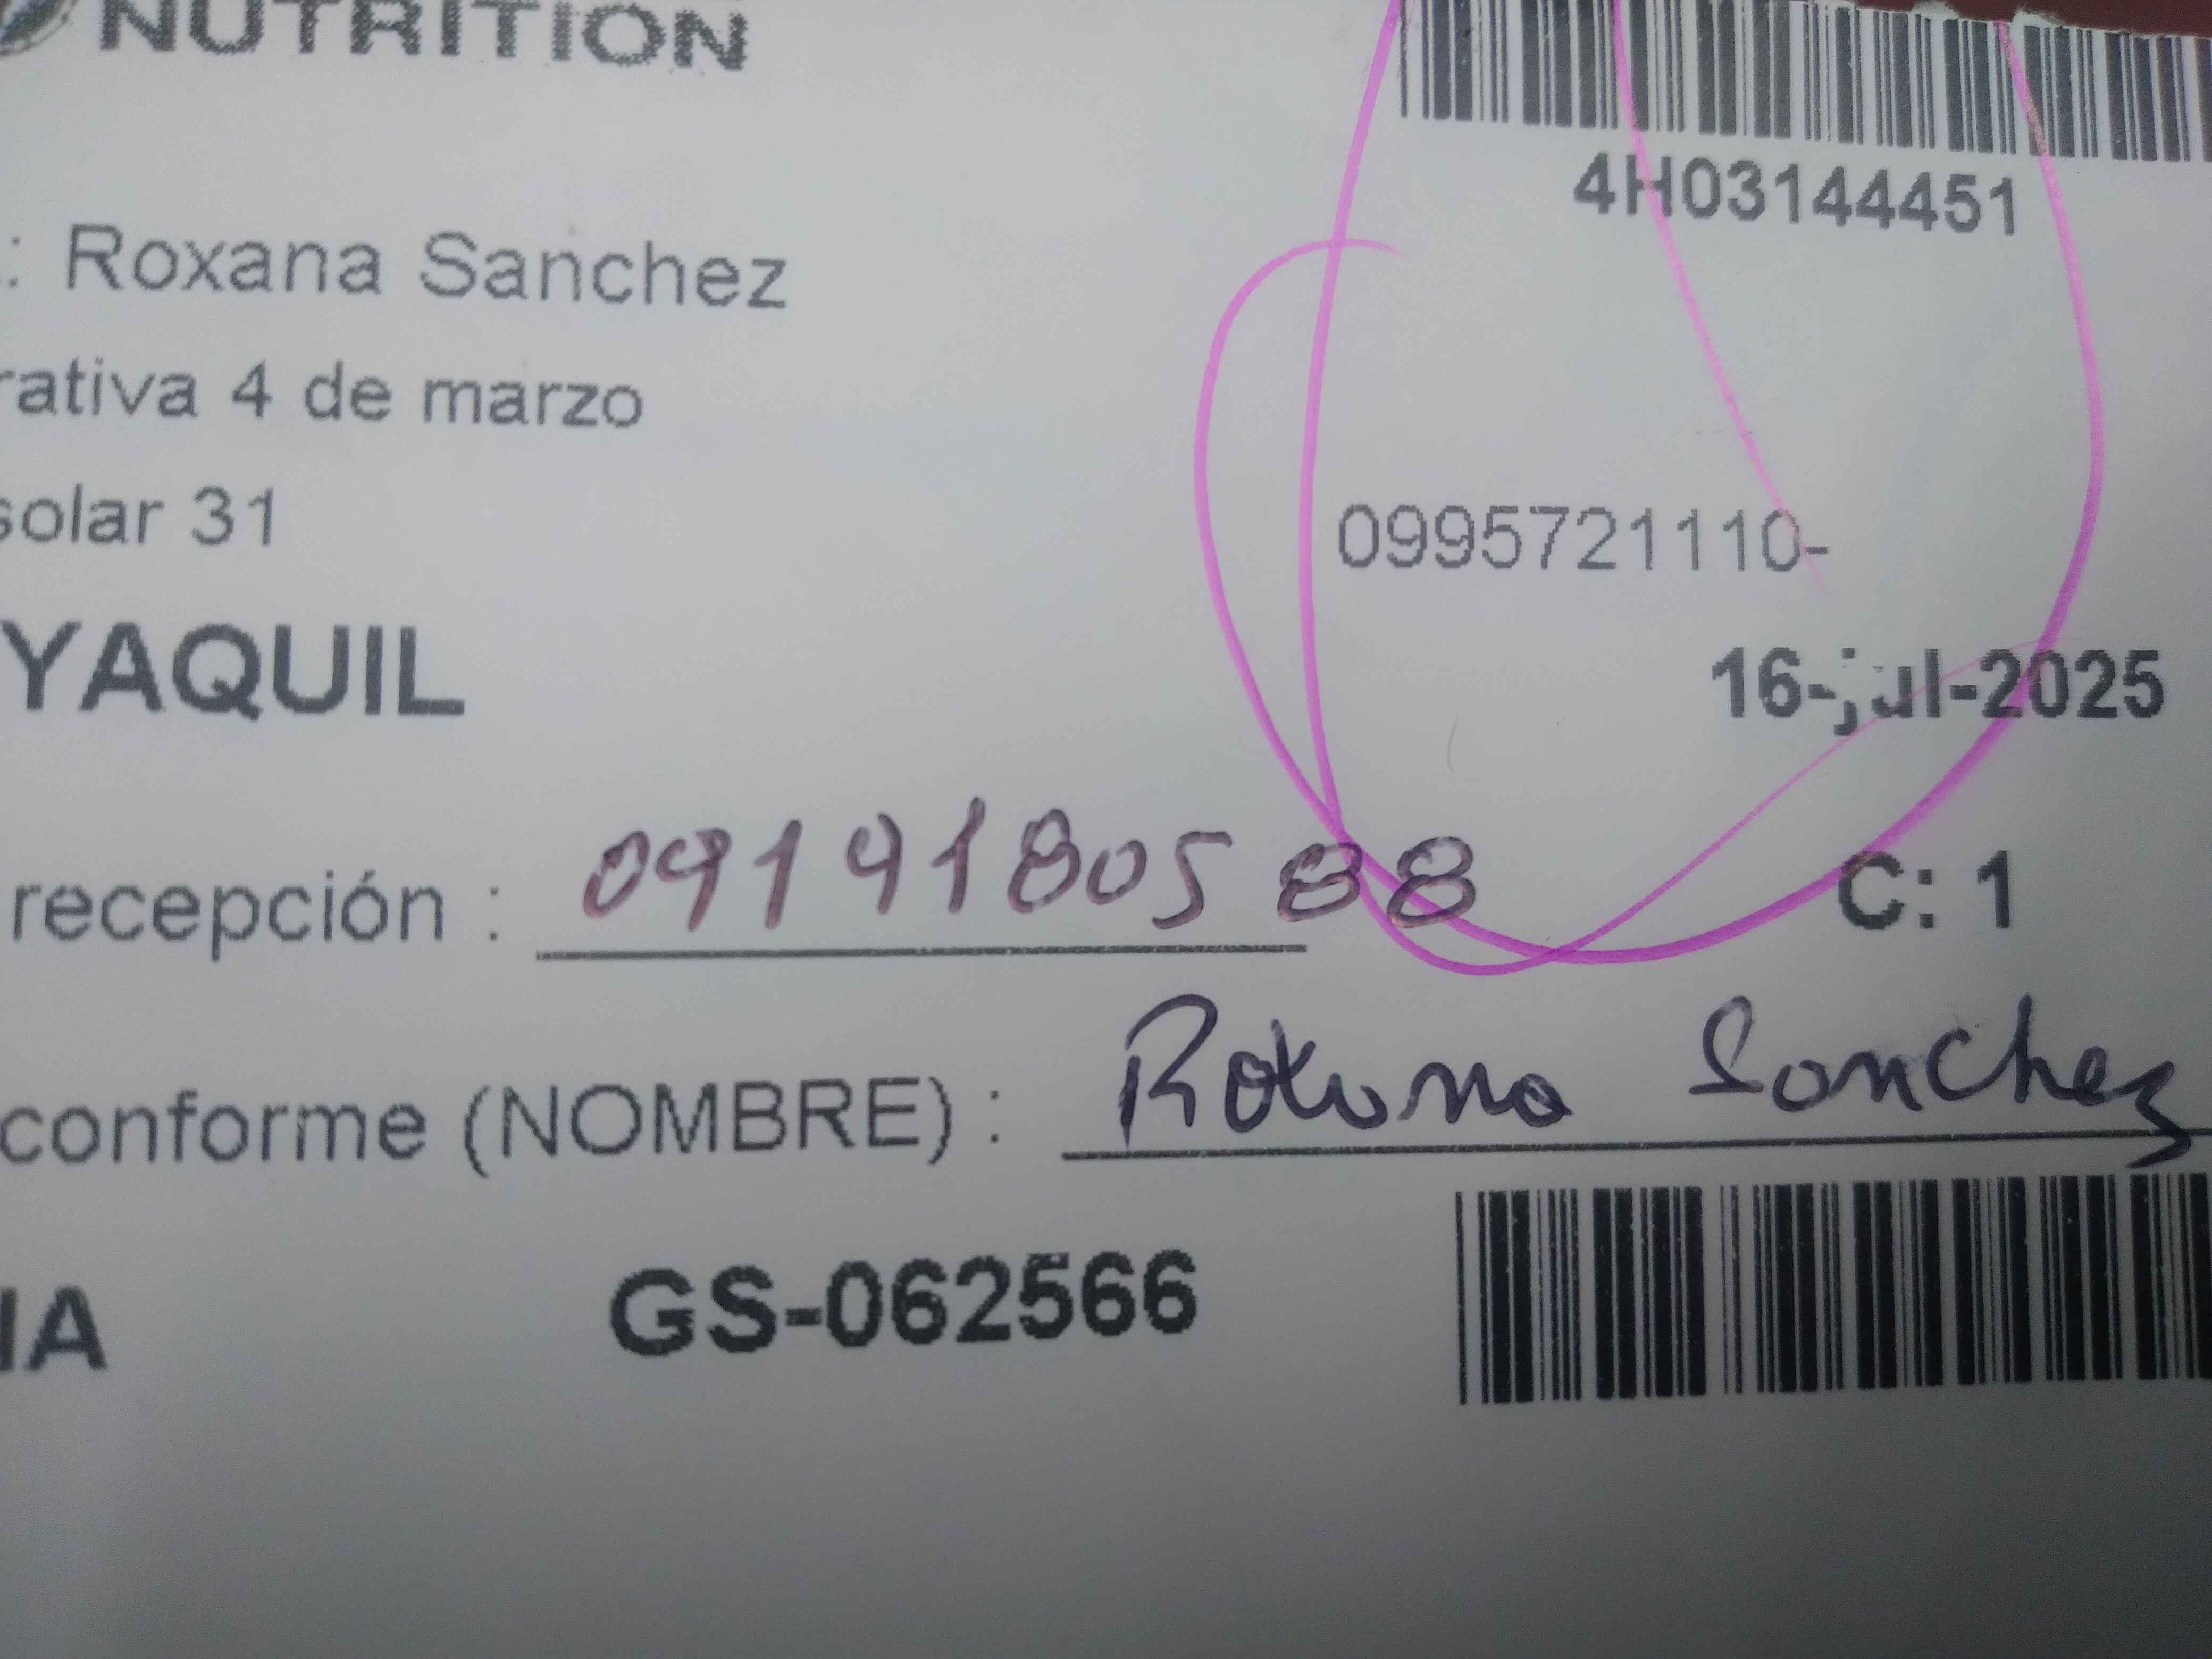 NUTRITION
4H03144451
.: Roxana Sanchez
rativa 4 de marzo
solar 31
0995721110-
YAQUIL
16-jul-2025
recepción : 0919180588
C: 1
conforme (NOMBRE) : Roxana Sanchez
IA
GS-062566